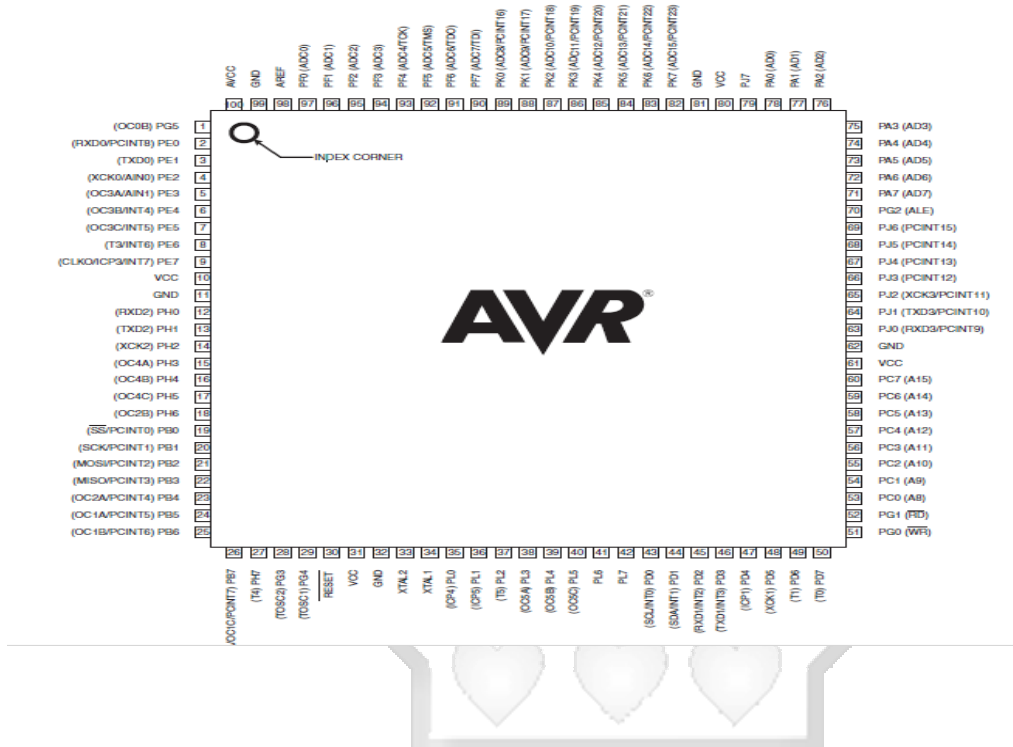 AVCC
GND
AREF
PF0 (ADC0)
PF1 (ADC1)
PF2 (ADC2)
PF3 (ADC3)
PF4 (ADC4/TCK)
PF5 (ADC5/TMS)
PF6 (ADC6/TDO)
PF7 (ADC7/TDI)
PK0 (ADC8/PCINT16)
PK1 (ADC9/PCINT17)
PK2 (ADC10/PCINT18)
PK3 (ADC11/PCINT19)
PK4 (ADC12/PCINT20)
PK5 (ADC13/PCINT21)
PK6 (ADC14/PCINT22)
PK7 (ADC15/PCINT23)
GND
VCC
PJ7
PA0 (AD0)
PA1 (AD1)
PA2 (AD2)
100 99 98 97 96 95 94 93 92 91 90 89 88 87 86 85 84 83 82 81 80 79 78 77 76
(OC0B) PG5 1
(RXD0/PCINT8) PE0 2
(TXD0) PE1 3
(XCK0/AIN0) PE2 4
(OC3A/AIN1) PE3 5
(OC3B/INT4) PE4 6
(OC3C/INT5) PE5 7
(T3/INT6) PE6 8
(CLKO/ICP3/INT7) PE7 9
VCC 10
GND 11
(RXD2) PH0 12
(TXD2) PH1 13
(XCK2) PH2 14
(OC4A) PH3 15
(OC4B) PH4 16
(OC4C) PH5 17
(OC2B) PH6 18
(SS/PCINT0) PB0 19
(SCK/PCINT1) PB1 20
(MOSI/PCINT2) PB2 21
(MISO/PCINT3) PB3 22
(OC2A/PCINT4) PB4 23
(OC1A/PCINT5) PB5 24
(OC1B/PCINT6) PB6 25
INDEX CORNER
AVR®
75 PA3 (AD3)
74 PA4 (AD4)
73 PA5 (AD5)
72 PA6 (AD6)
71 PA7 (AD7)
70 PG2 (ALE)
69 PJ6 (PCINT15)
68 PJ5 (PCINT14)
67 PJ4 (PCINT13)
66 PJ3 (PCINT12)
65 PJ2 (XCK3/PCINT11)
64 PJ1 (TXD3/PCINT10)
63 PJ0 (RXD3/PCINT9)
62 GND
61 VCC
60 PC7 (A15)
59 PC6 (A14)
58 PC5 (A13)
57 PC4 (A12)
56 PC3 (A11)
55 PC2 (A10)
54 PC1 (A9)
53 PC0 (A8)
52 PG1 (RD)
51 PG0 (WR)
26 27 28 29 30 31 32 33 34 35 36 37 38 39 40 41 42 43 44 45 46 47 48 49 50
OC1C/PCINT7) PB7
(T4) PH7
(TOSC2) PG3
(TOSC1) PG4
RESET
VCC
GND
XTAL2
XTAL1
(ICP4) PL0
(ICP5) PL1
(T5) PL2
(OC5A) PL3
(OC5B) PL4
(OC5C) PL5
PL6
PL7
(SCL/INT0) PD0
(SDA/INT1) PD1
(RXD1/INT2) PD2
(TXD1/INT3) PD3
(ICP1) PD4
(XCK1) PD5
(T1) PD6
(T0) PD7